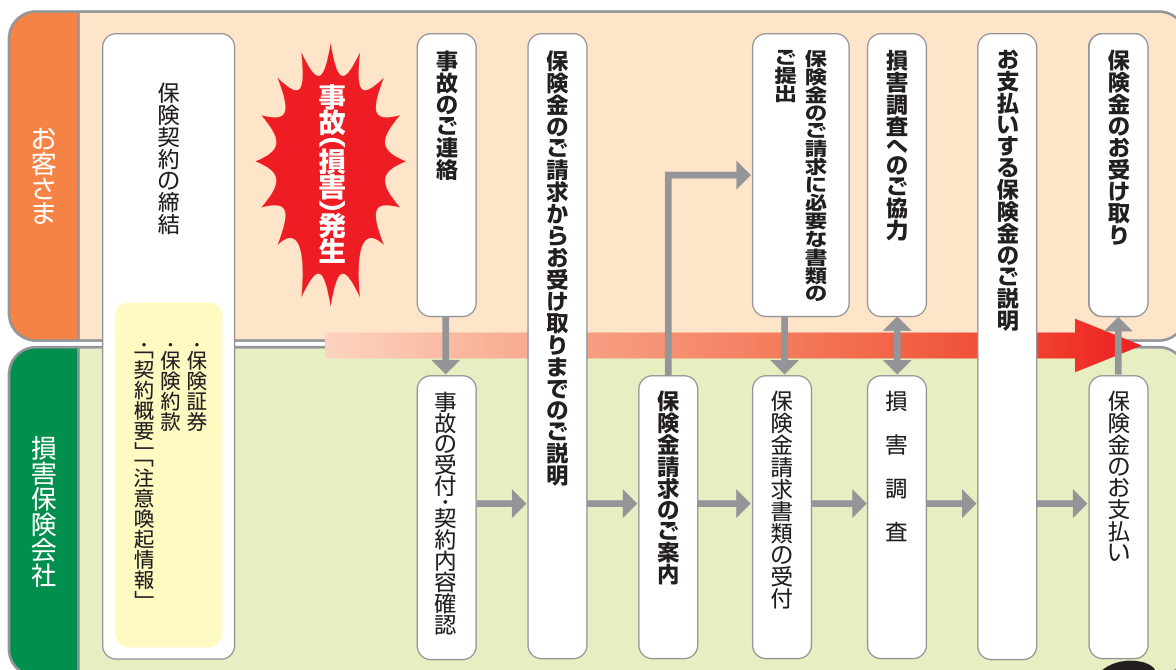 お客さま
損害保険会社
保険契約の締結
・保険証券
・保険約款
・「契約概要」「注意喚起情報」
事故(損害)発生
事故のご連絡
事故の受付・契約内容確認
保険金のご請求からお受け取りまでのご説明
保険金請求のご案内
保険金のご請求に必要な書類の
ご提出
保険金請求書類の受付
損害調査へのご協力
損害調査
お支払いする保険金のご説明
保険金のお受け取り
保険金のお支払い